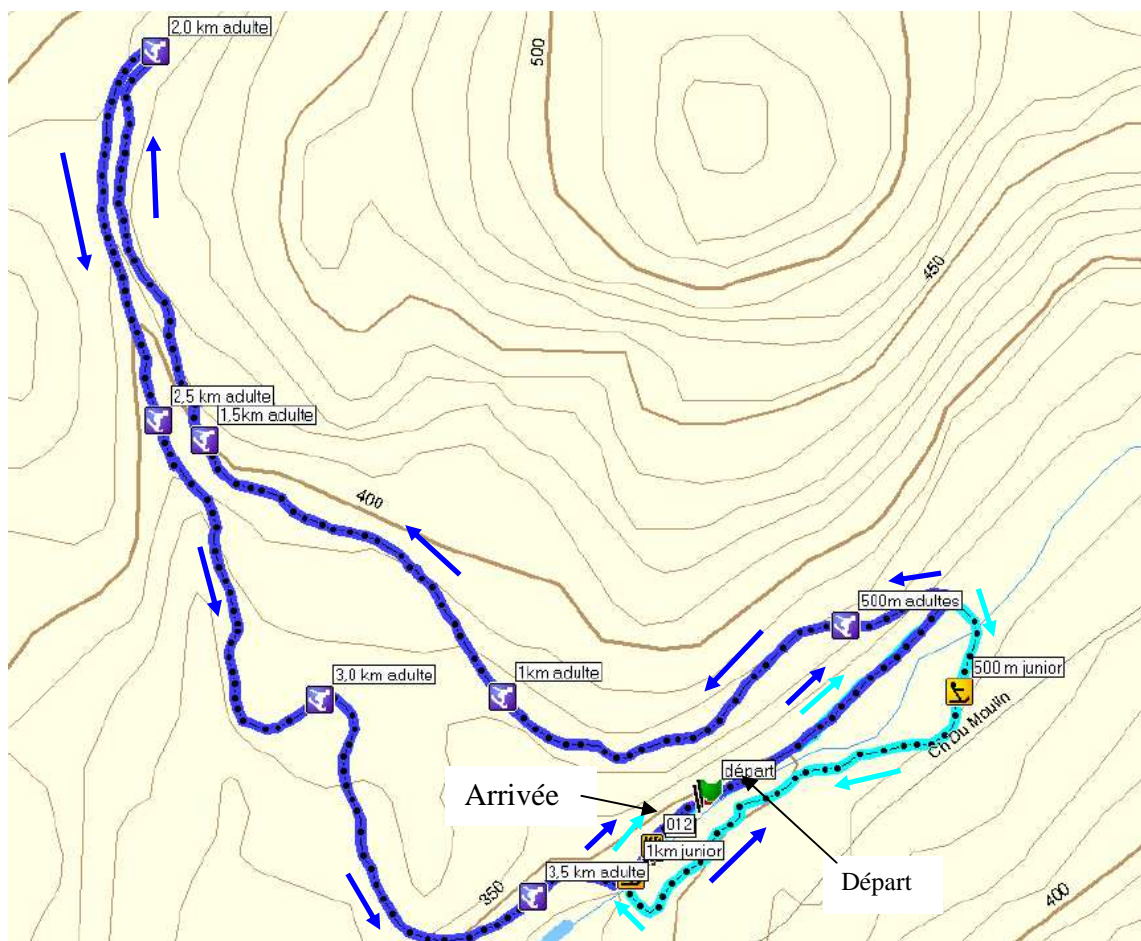 2,0 km adulte
500
450
2,5 km adulte
1,5km adulte
400
500m adultes
3,0 km adulte
1km adulte
500 m junior
Ch Du Moulin
départ
Arrivée
012
1km junior
3,5 km adulte
350
Départ
400